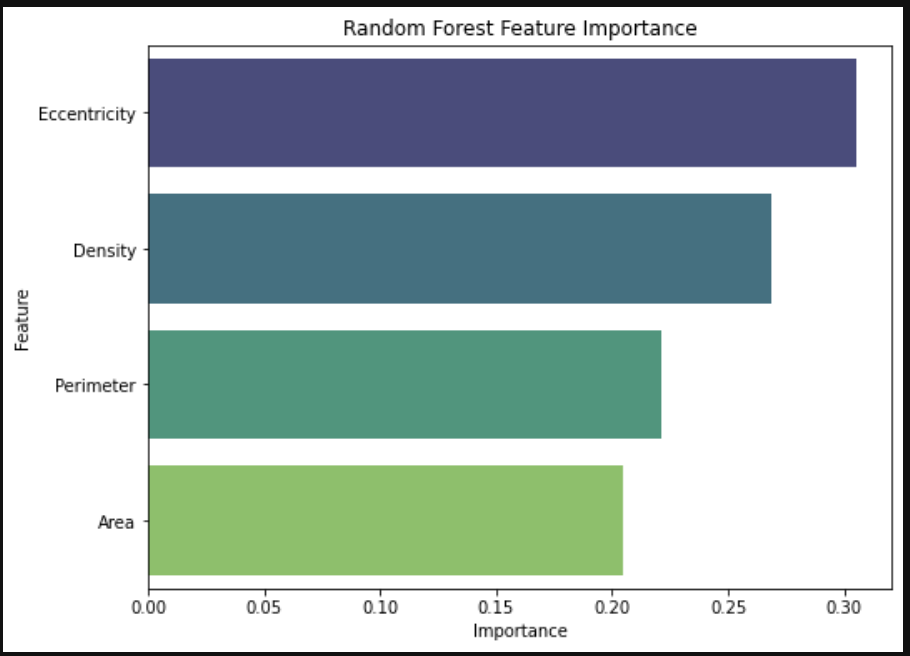 Random Forest Feature Importance
Feature
Eccentricity
Density
Perimeter
Area
0.00 0.05 0.10 0.15 0.20 0.25 0.30
Importance